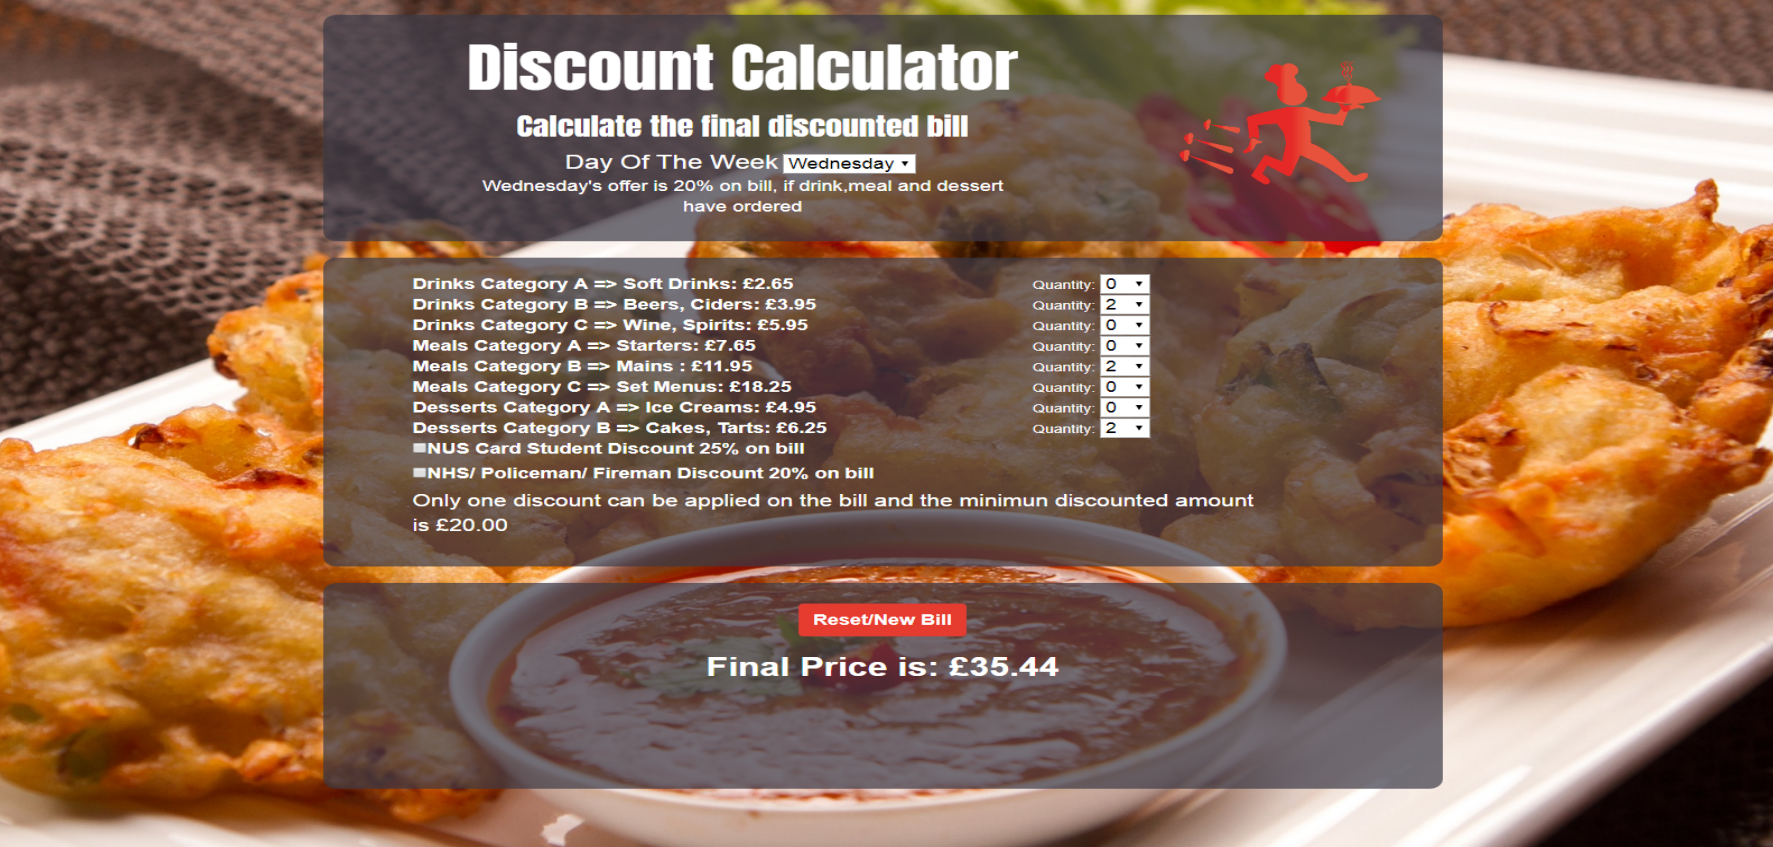 Discount Calculator
Calculate the final discounted bill
Day Of The Week Wednesday
Wednesday's offer is 20% on bill, if drink,meal and dessert
have ordered
Drinks Category A => Soft Drinks: £2.65 Quantity: 0
Drinks Category B => Beers, Ciders: £3.95 Quantity: 2
Drinks Category C => Wine, Spirits: £5.95 Quantity: 0
Meals Category A => Starters: £7.65 Quantity: 0
Meals Category B => Mains : £11.95 Quantity: 2
Meals Category C => Set Menus: £18.25 Quantity: 0
Desserts Category A => Ice Creams: £4.95 Quantity: 0
Desserts Category B => Cakes, Tarts: £6.25 Quantity: 2
NUS Card Student Discount 25% on bill
NHS/ Policeman/ Fireman Discount 20% on bill
Only one discount can be applied on the bill and the minimun discounted amount
is £20.00
Reset/New Bill
Final Price is: £35.44